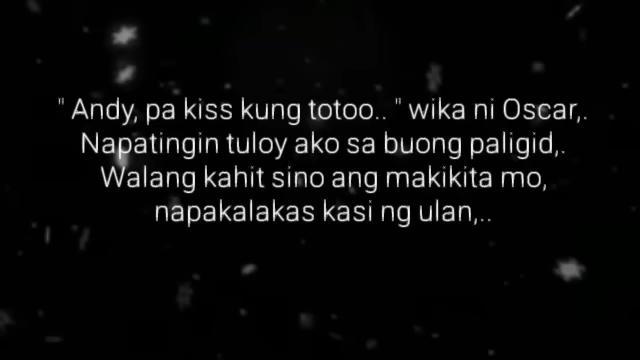 " Andy, pa kiss kung totoo.. " wika ni Oscar,.
Napatingin tuloy ako sa buong paligid,.
Walang kahit sino ang makikita mo,
napakalakas kasi ng ulan,..